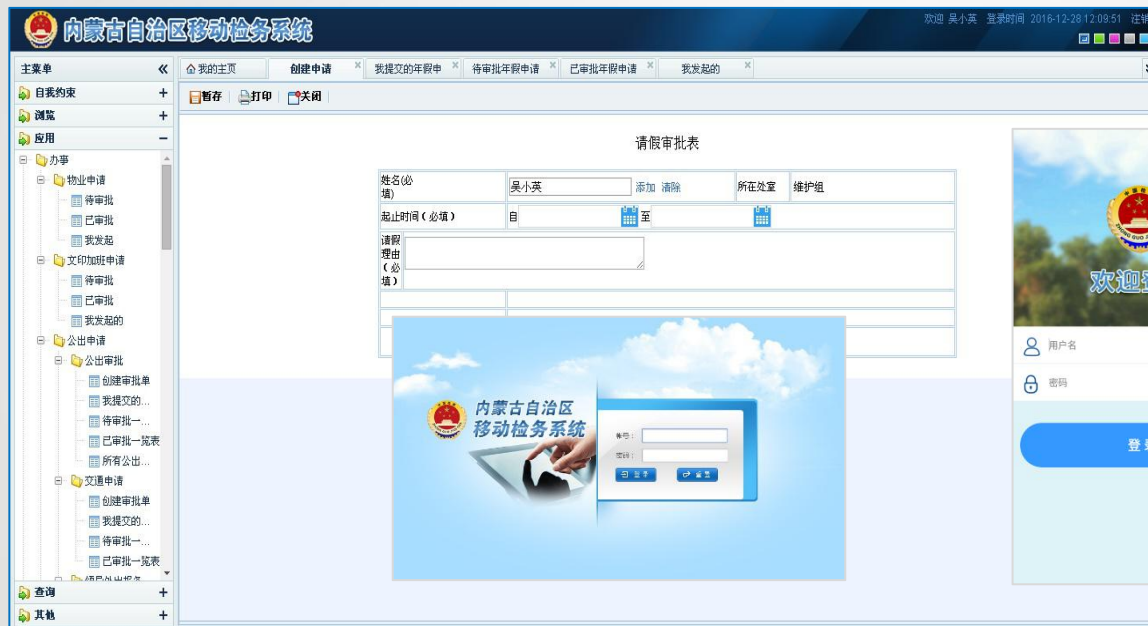 内蒙古自治区移动检务系统
欢迎 吴小英 登录时间 2016-12-28 12:09:51 注销
主菜单
我的主页 创建申请 我提交的年假申 待审批年假申请 已审批年假申请 我发起的
自我约束
暂存 打印 关闭
浏览
应用
办事
物业申请
待审批
已审批
我发起
文印加班申请
待审批
已审批
我发起的
公出申请
公出审批
创建审批单
我提交的...
待审批一...
已审批一览表
所有公出...
交通申请
创建审批单
我提交的...
待审批一...
已审批一览表
查询
其他
请假审批表
姓名(必填)
吴小英 添加 清除 所在处室 维护组
起止时间(必填) 自 至
请假
理由
(必
填)
内蒙古自治区
移动检务系统
帐号:
密码:
登录 重置
欢迎
用户名
密码
登